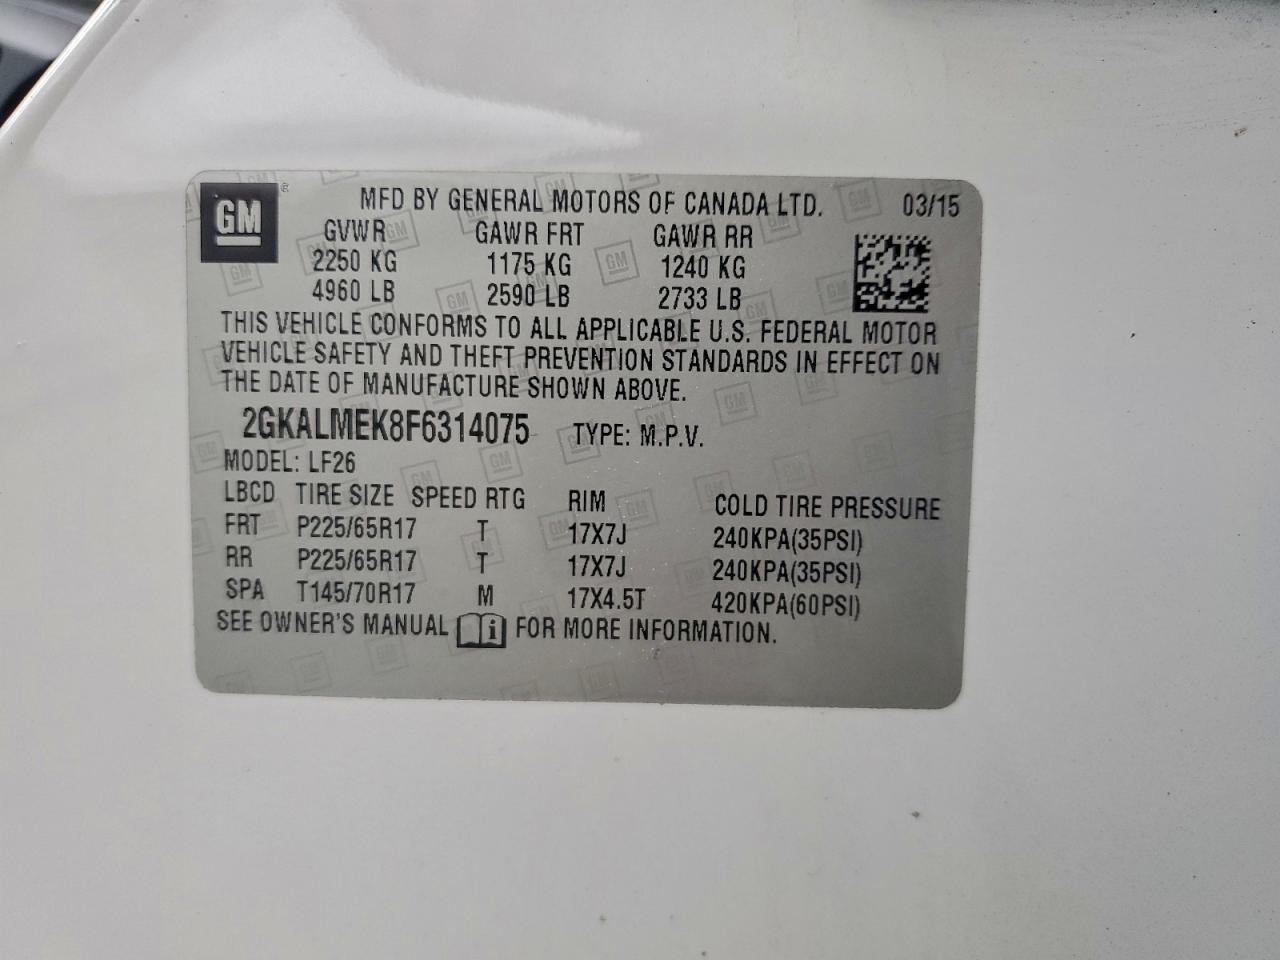 GM ®
MFD BY GENERAL MOTORS OF CANADA LTD. 03/15
GVWR GAWR FRT GAWR RR
2250 KG 1175 KG 1240 KG
4960 LB 2590 LB 2733 LB
THIS VEHICLE CONFORMS TO ALL APPLICABLE U.S. FEDERAL MOTOR
VEHICLE SAFETY AND THEFT PREVENTION STANDARDS IN EFFECT ON
THE DATE OF MANUFACTURE SHOWN ABOVE.
2GKALMEK8F6314075 TYPE: M.P.V.
MODEL: LF26
LBCD TIRE SIZE SPEED RTG RIM COLD TIRE PRESSURE
FRT P225/65R17 T 17X7J 240KPA(35PSI)
RR P225/65R17 T 17X7J 240KPA(35PSI)
SPA T145/70R17 M 17X4.5T 420KPA(60PSI)
SEE OWNER'S MANUAL i FOR MORE INFORMATION.